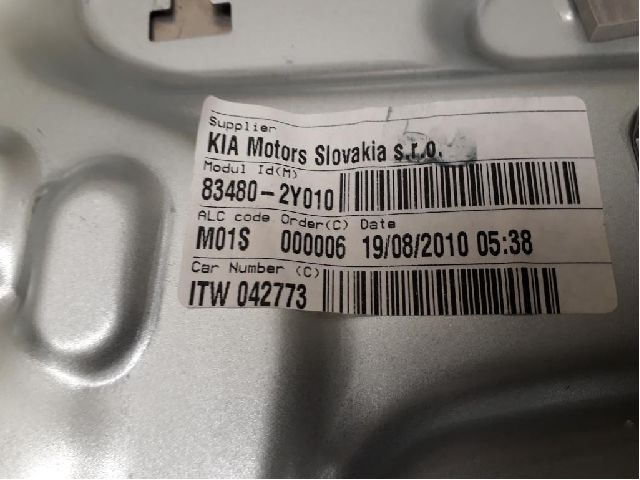 Supplier
KIA Motors Slovakia s.r.o.
Modul Id(M)
83480-2Y010
ALC code Order(C) Date
M01S 000006 19/08/2010 05:38
Car Number (C)
ITW 042773